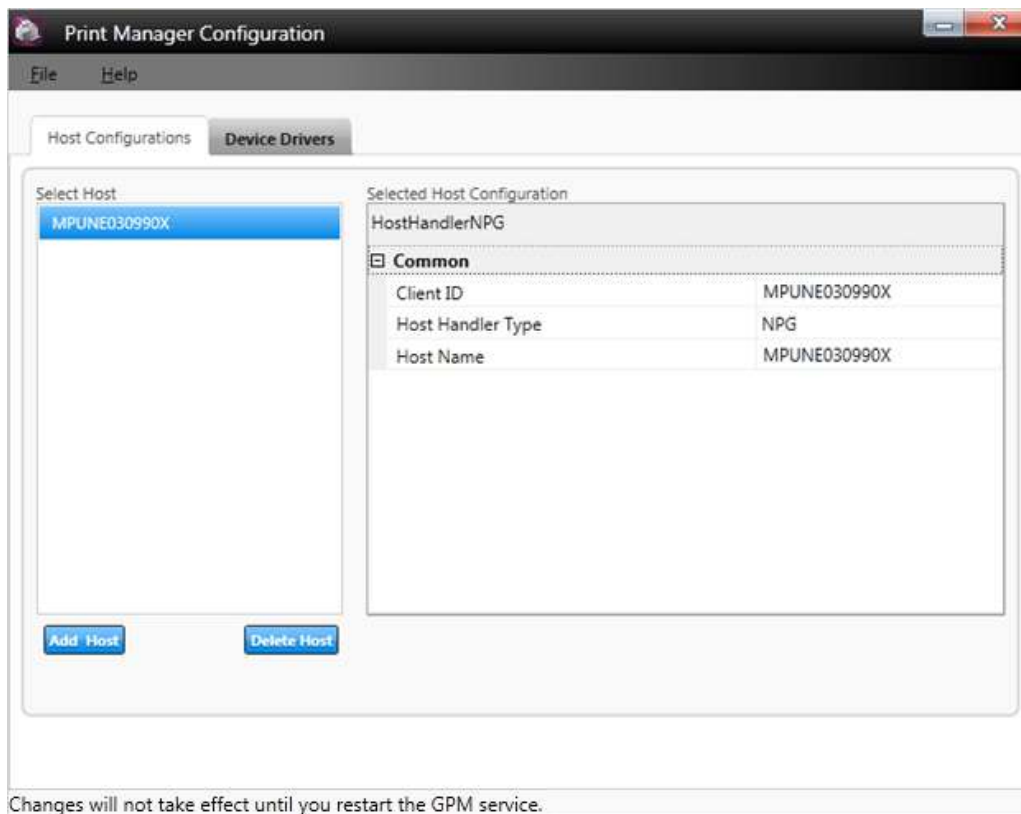 Print Manager Configuration
File Help
Host Configurations Device Drivers
Select Host Selected Host Configuration
MPUNE030990X HostHandlerNPG
Common
Client ID MPUNE030990X
Host Handler Type NPG
Host Name MPUNE030990X
Add Host Delete Host
Changes will not take effect until you restart the GPM service.